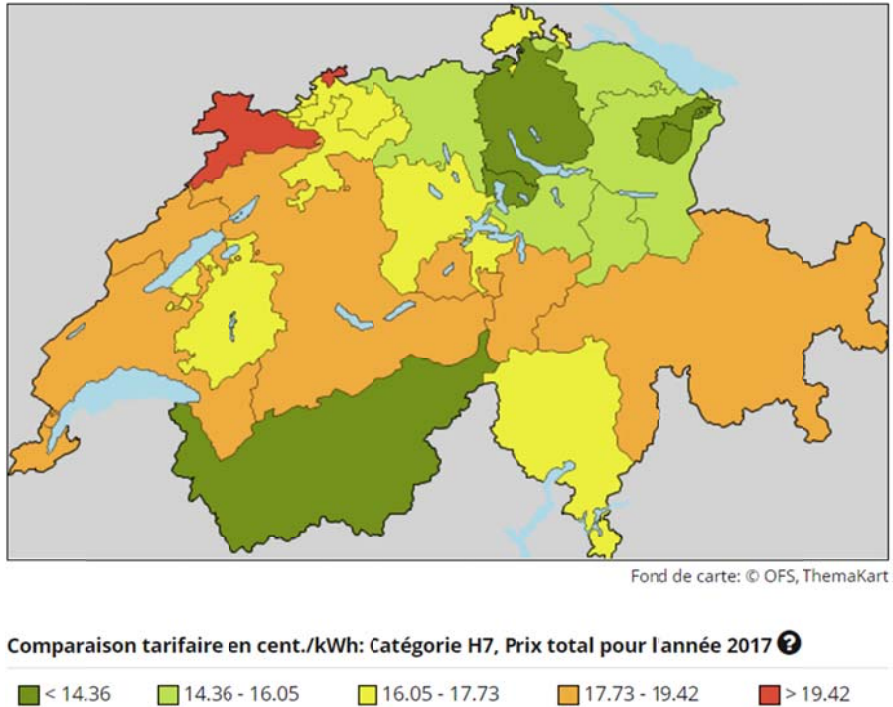 Fond de carte: © OFS, ThemaKart
Comparaison tarifaire en cent./kWh: Catégorie H7, Prix total pour l'année 2017 ?
< 14.36 14.36 - 16.05 16.05 - 17.73 17.73 - 19.42 > 19.42